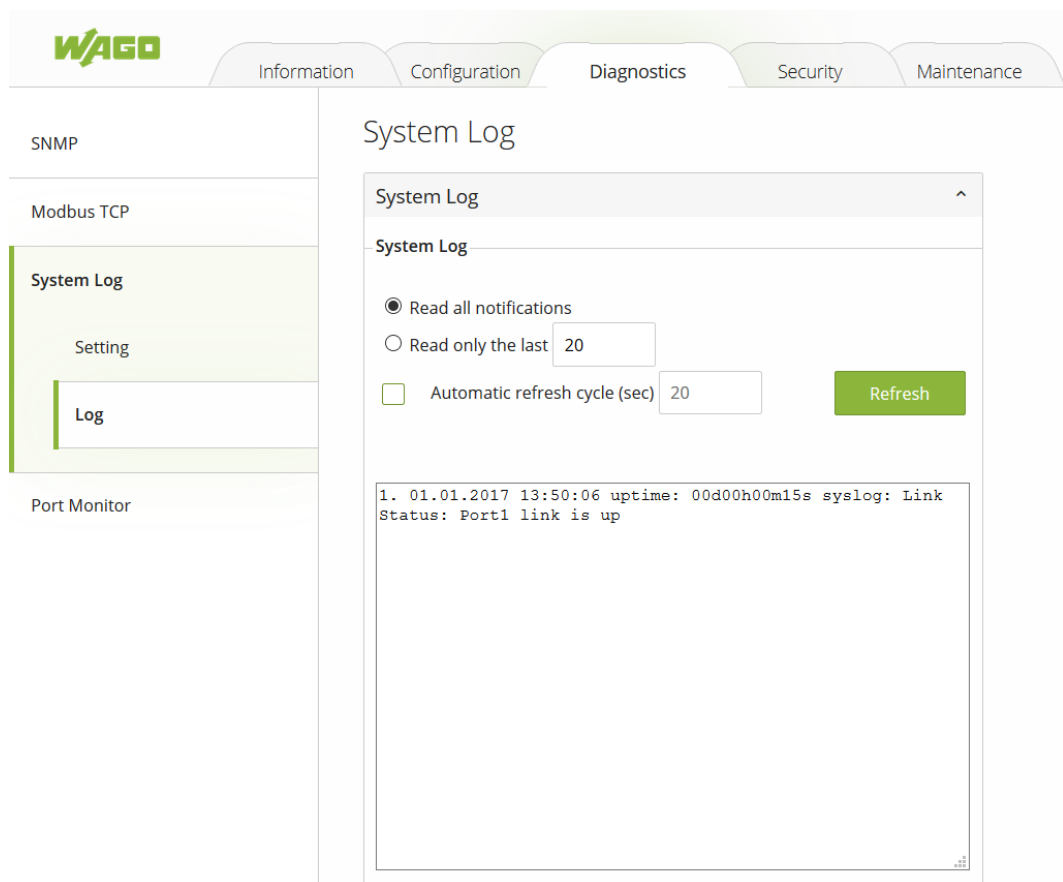 WAGO
Information Configuration Diagnostics Security Maintenance
SNMP
Modbus TCP
System Log
Setting
Log
Port Monitor
System Log
System Log
System Log
Read all notifications
Read only the last 20
Automatic refresh cycle (sec) 20 Refresh
1. 01.01.2017 13:50:06 uptime: 00d00h00m15s syslog: Link
Status: Port1 link is up